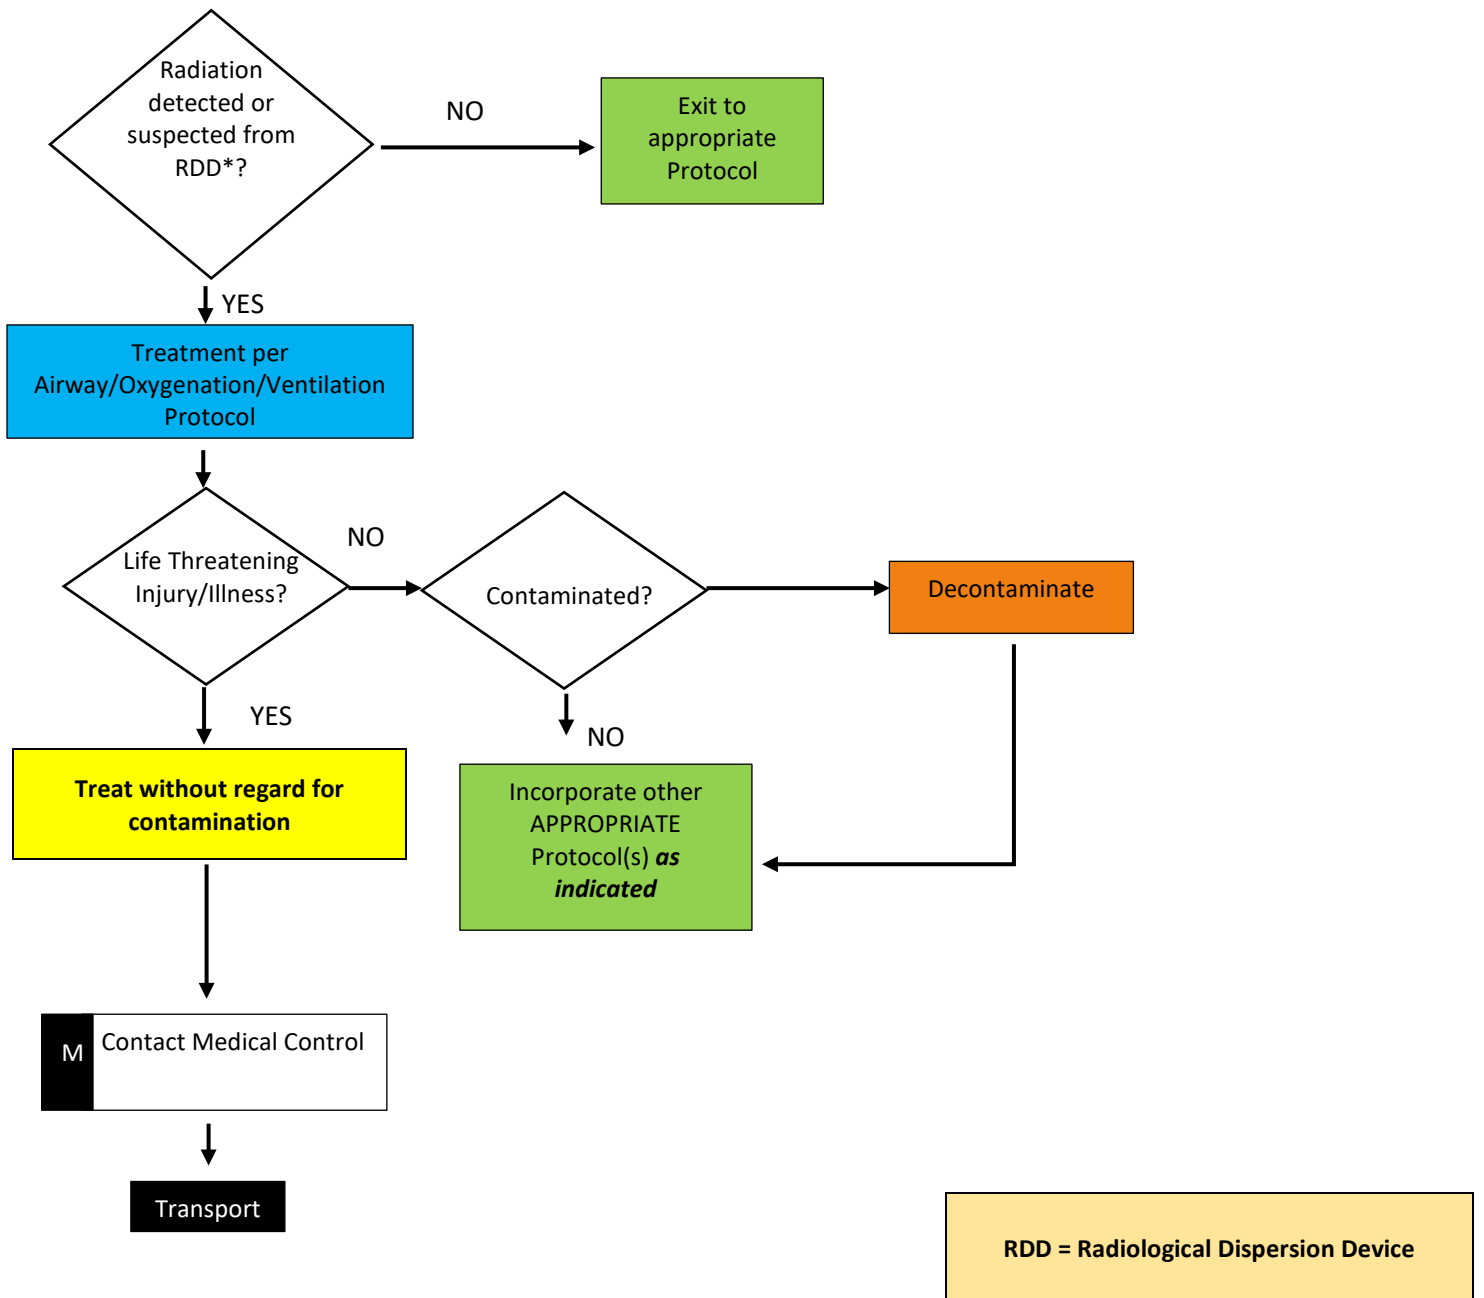 Radiation
detected or
suspected from
RDD*?
NO
Exit to
appropriate
Protocol
YES
Treatment per
Airway/Oxygenation/Ventilation
Protocol
Life Threatening
Injury/Illness?
NO
Contaminated?
Decontaminate
YES
NO
Treat without regard for
contamination
Incorporate other
APPROPRIATE
Protocol(s) as
indicated
M
Contact Medical Control
Transport
RDD = Radiological Dispersion Device